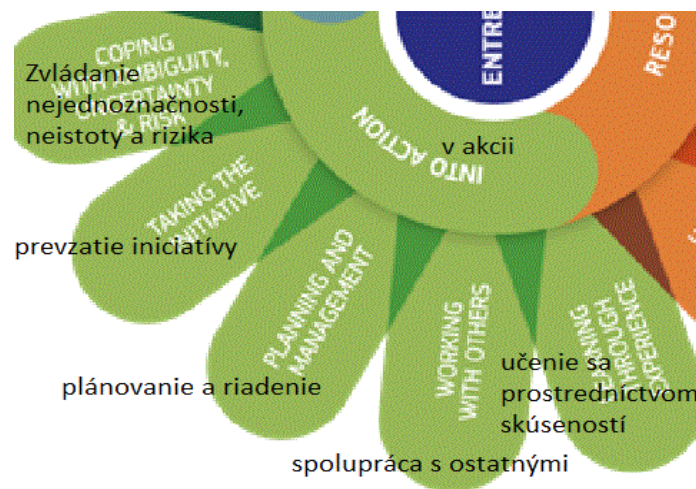 COPING
WITH AMBIGUITY,
UNCERTAINTY
& RISK
Zvládanie
nejednoznačnosti,
neistoty a rizika
TAKING THE
INITIATIVE
prevzatie iniciatívy
PLANNING AND
MANAGEMENT
plánovanie a riadenie
WORKING
WITH OTHERS
spolupráca s ostatnými
LEARNING
THROUGH
EXPERIENCE
učenie sa
prostredníctvom
skúseností
INTO ACTION
v akcii
ENTRE
RESO